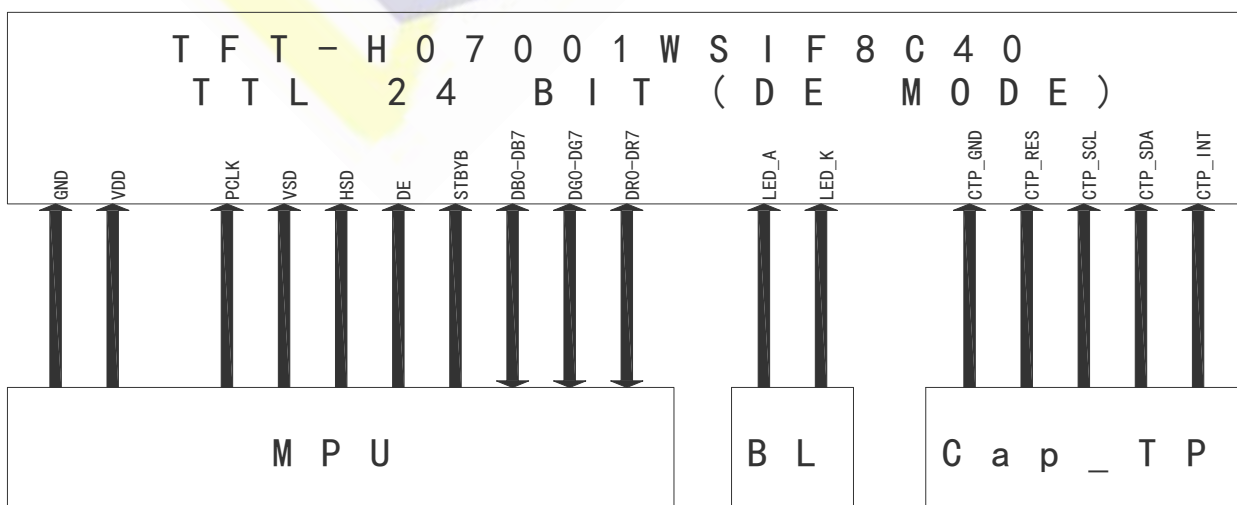 TFT-H07001WSIF8C40
TTL 24 BIT (DE MODE)
GND
VDD
PCLK
VSD
HSD
DE
STBYB
DB0-DB7
DG0-DG7
DR0-DR7
LED_A
LED_K
CTP_GND
CTP_RES
CTP_SCL
CTP_SDA
CTP_INT
MPU
BL
Cap_TP